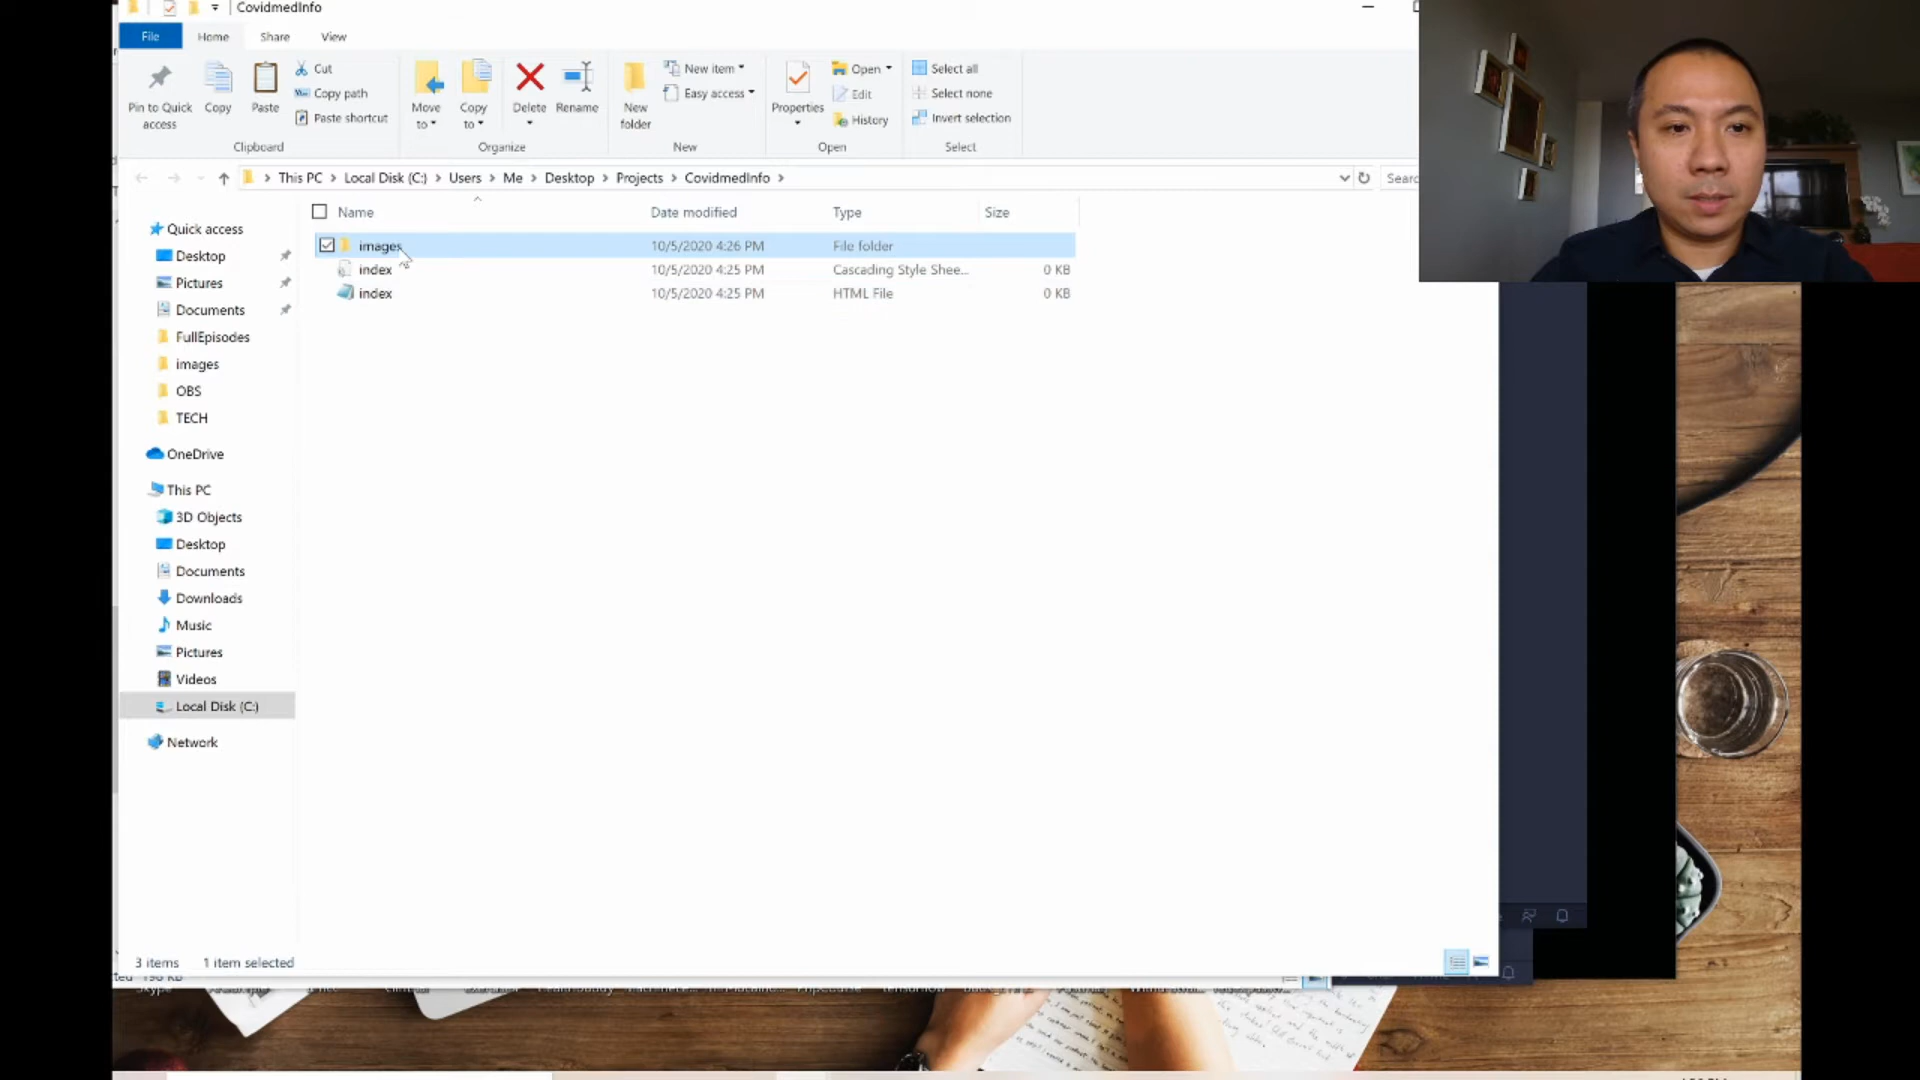 CovidmedInfo
File Home Share View
Pin to Quick access
Copy
Paste
Cut
Copy path
Paste shortcut
Clipboard
Move to
Copy to
Delete
Rename
Organize
New folder
New item
Easy access
New
Properties
Open
Edit
History
Open
Select all
Select none
Invert selection
Select
This PC > Local Disk (C:) > Users > Me > Desktop > Projects > CovidmedInfo >
Searc
Name Date modified Type Size
images 10/5/2020 4:26 PM File folder
index 10/5/2020 4:25 PM Cascading Style Shee... 0 KB
index 10/5/2020 4:25 PM HTML File 0 KB
Quick access
Desktop
Pictures
Documents
FullEpisodes
images
OBS
TECH
OneDrive
This PC
3D Objects
Desktop
Documents
Downloads
Music
Pictures
Videos
Local Disk (C:)
Network
3 items 1 item selected